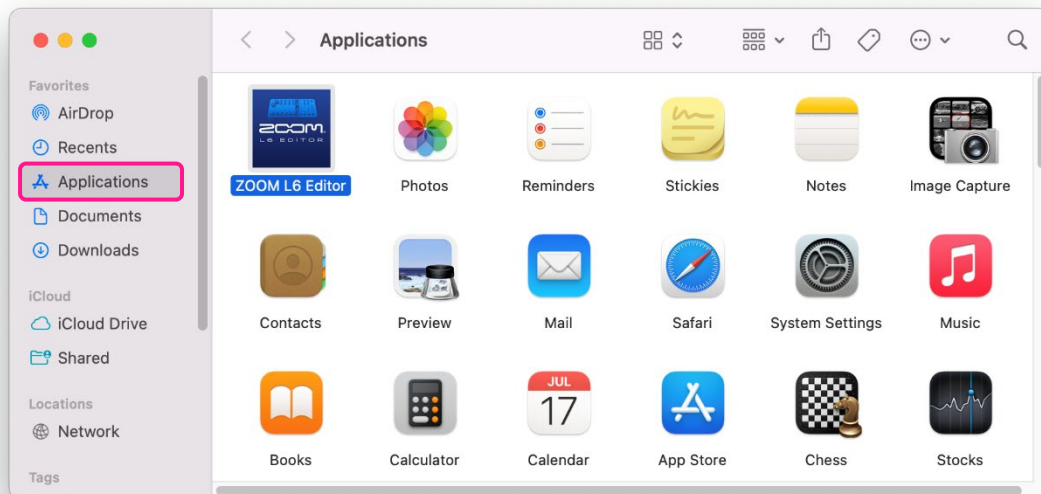 Applications
Favorites
AirDrop
Recents
Applications
Documents
Downloads
iCloud
iCloud Drive
Shared
Locations
Network
Tags
ZOOM
L6 EDITOR
ZOOM L6 Editor
Photos
Reminders
Stickies
Notes
Image Capture
Contacts
Preview
Mail
Safari
System Settings
Music
JUL
17
Books
Calculator
Calendar
App Store
Chess
Stocks